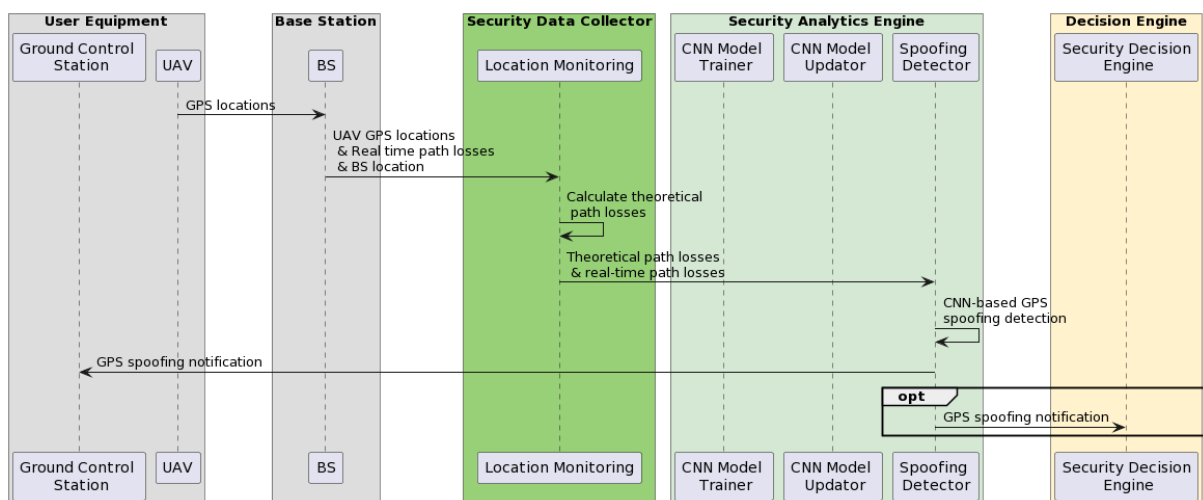 User Equipment
Base Station
Security Data Collector
Security Analytics Engine
Decision Engine
Ground Control
Station
UAV
BS
Location Monitoring
CNN Model
Trainer
CNN Model
Updator
Spoofing
Detector
Security Decision
Engine
GPS locations
UAV GPS locations
& Real time path losses
& BS location
Calculate theoretical
path losses
Theoretical path losses
& real-time path losses
CNN-based GPS
spoofing detection
GPS spoofing notification
opt
GPS spoofing notification
Ground Control
Station
UAV
BS
Location Monitoring
CNN Model
Trainer
CNN Model
Updator
Spoofing
Detector
Security Decision
Engine